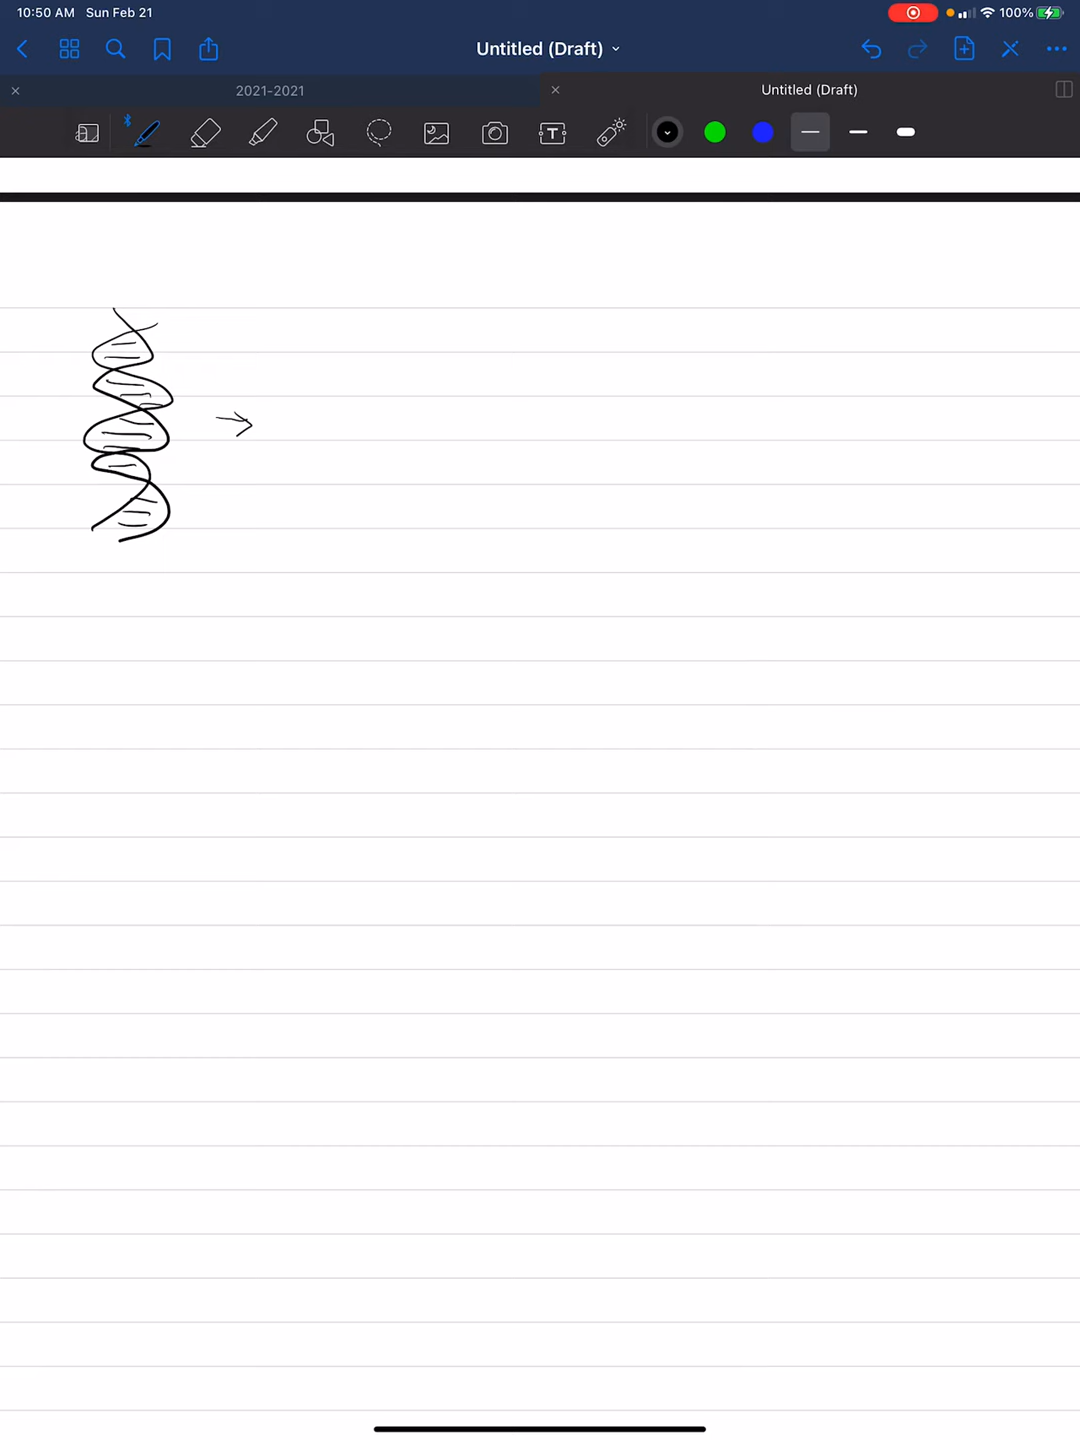 10:50 AM Sun Feb 21
100%
Untitled (Draft)
2021-2021
Untitled (Draft)
T